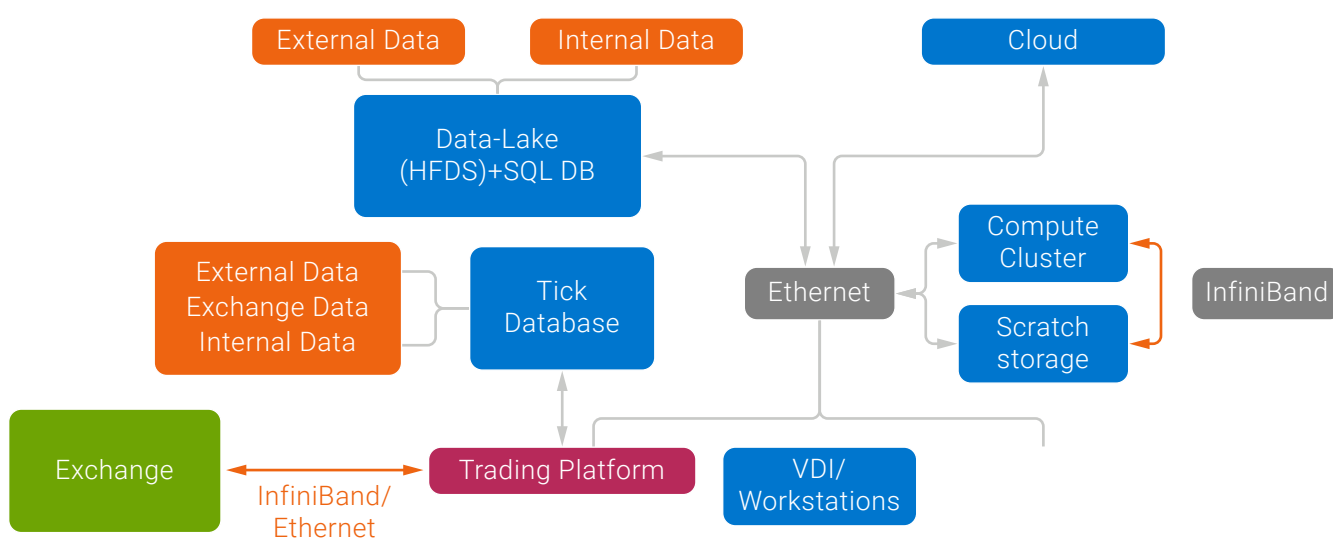 External Data
Internal Data
Cloud
Data-Lake
(HFDS)+SQL DB
Compute
Cluster
External Data
Exchange Data
Internal Data
Tick
Database
Ethernet
InfiniBand
Scratch
storage
Exchange
InfiniBand/
Ethernet
Trading Platform
VDI/
Workstations